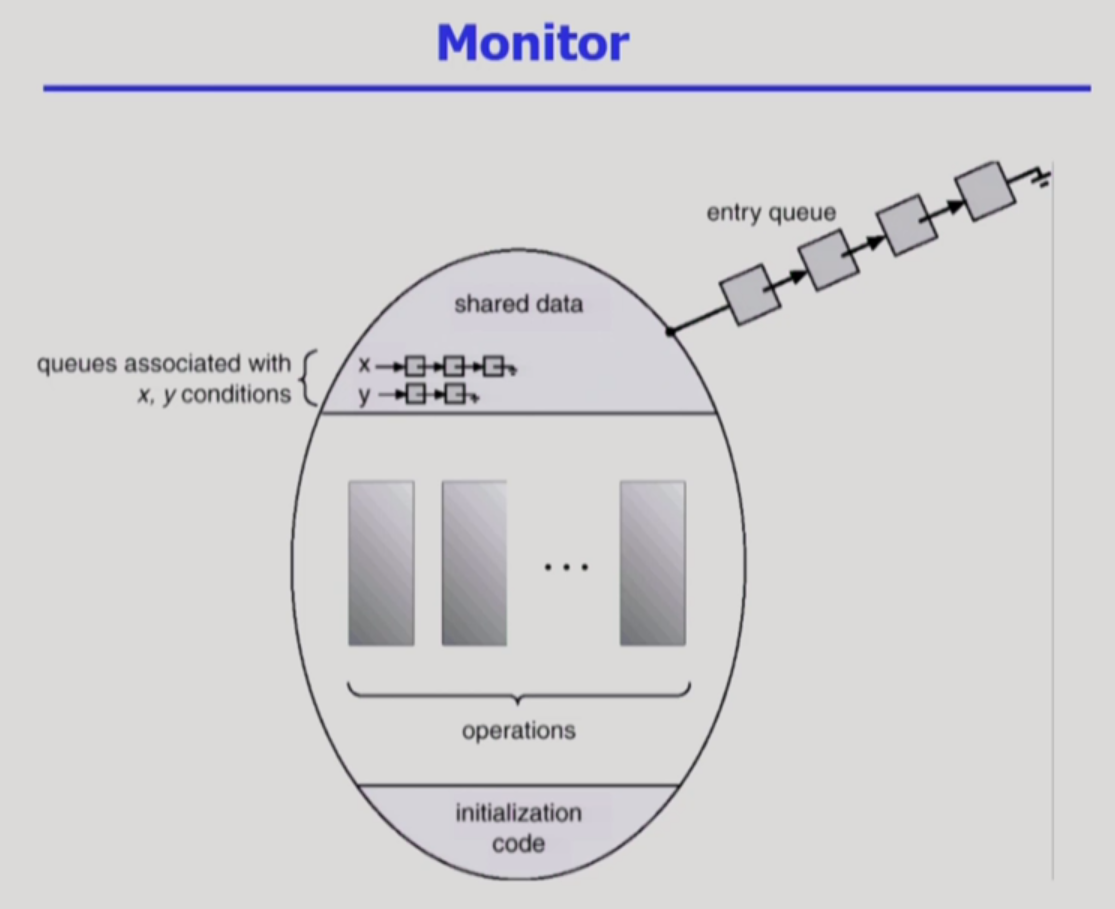 Monitor
entry queue
shared data
queues associated with
x, y conditions
x
y
...
operations
initialization
code